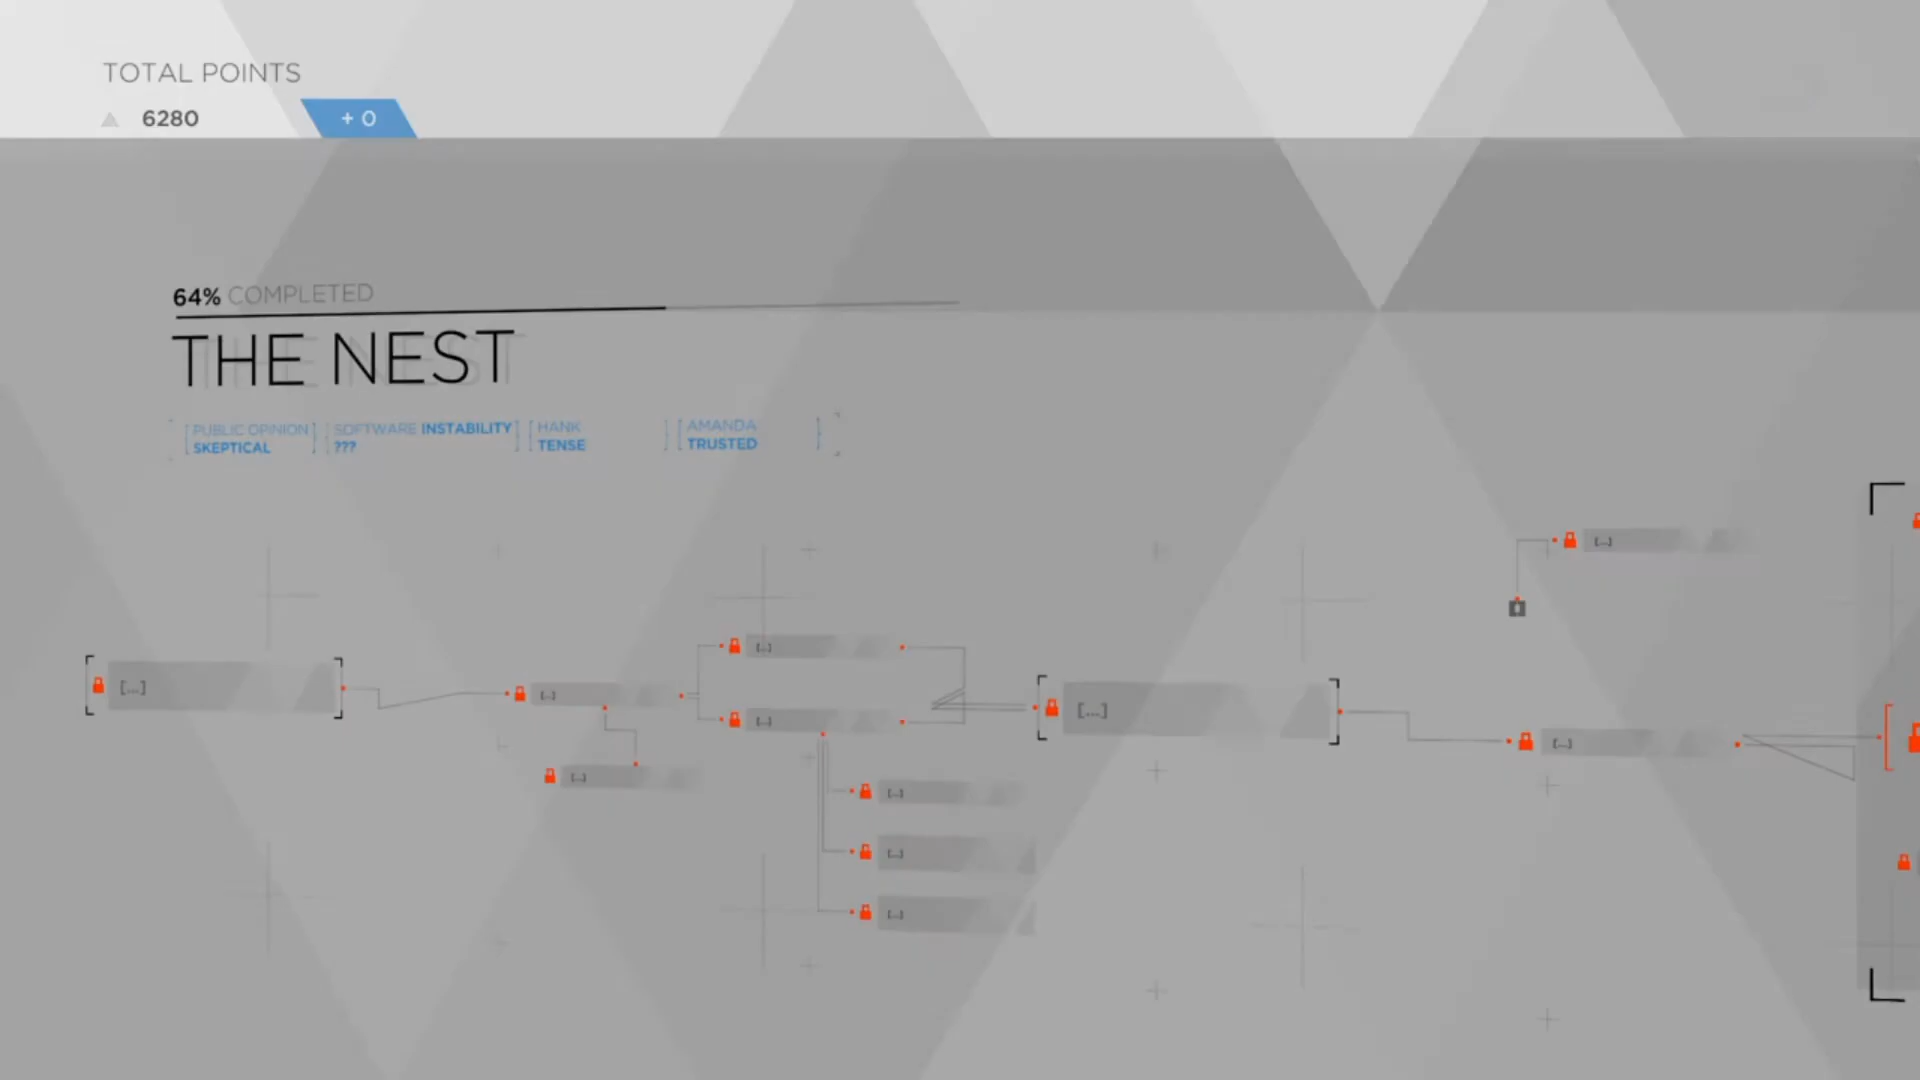 TOTAL POINTS
6280
+ 0
64% COMPLETED
THE NEST
PUBLIC OPINION
SKEPTICAL
SOFTWARE INSTABILITY
???
HANK
TENSE
AMANDA
TRUSTED
[...]
[...]
[...]
[...]
[...]
[...]
[...]
[...]
[...]
[...]
[...]